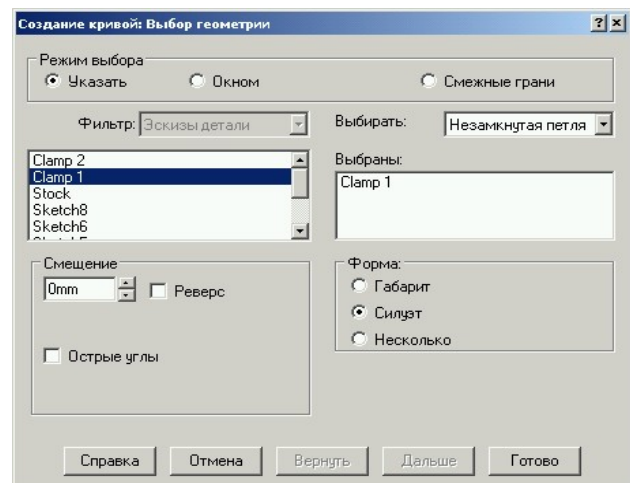 Создание кривой: Выбор геометрии
Режим выбора
Указать Окном Смежные грани
Фильтр: Эскизы детали Выбирать: Незамкнутая петля
Clamp 2
Clamp 1
Stock
Sketch8
Sketch6
Выбраны:
Clamp 1
Смещение
0mm Реверс
Острые углы
Форма:
Габарит
Силуэт
Несколько
Справка Отмена Вернуть Дальше Готово